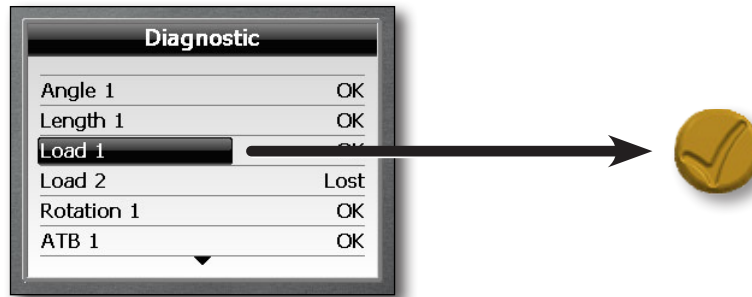 Diagnostic
Angle 1 OK
Length 1 OK
Load 1
Load 2 Lost
Rotation 1 OK
ATB 1 OK